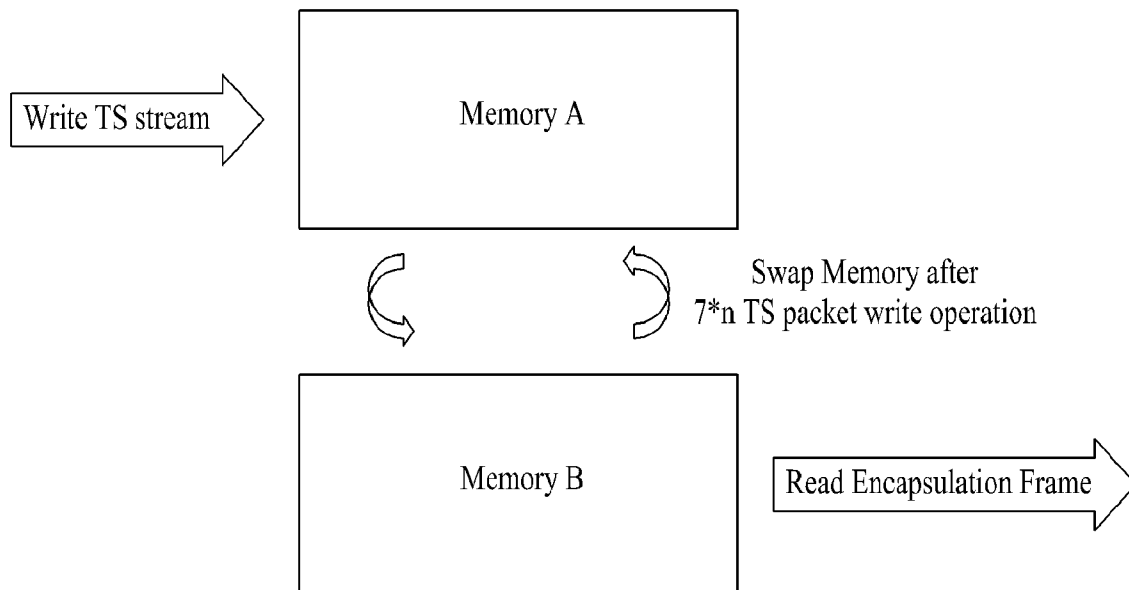 Memory A
Write TS stream
Swap Memory after
7*n TS packet write operation
Memory B
Read Encapsulation Frame